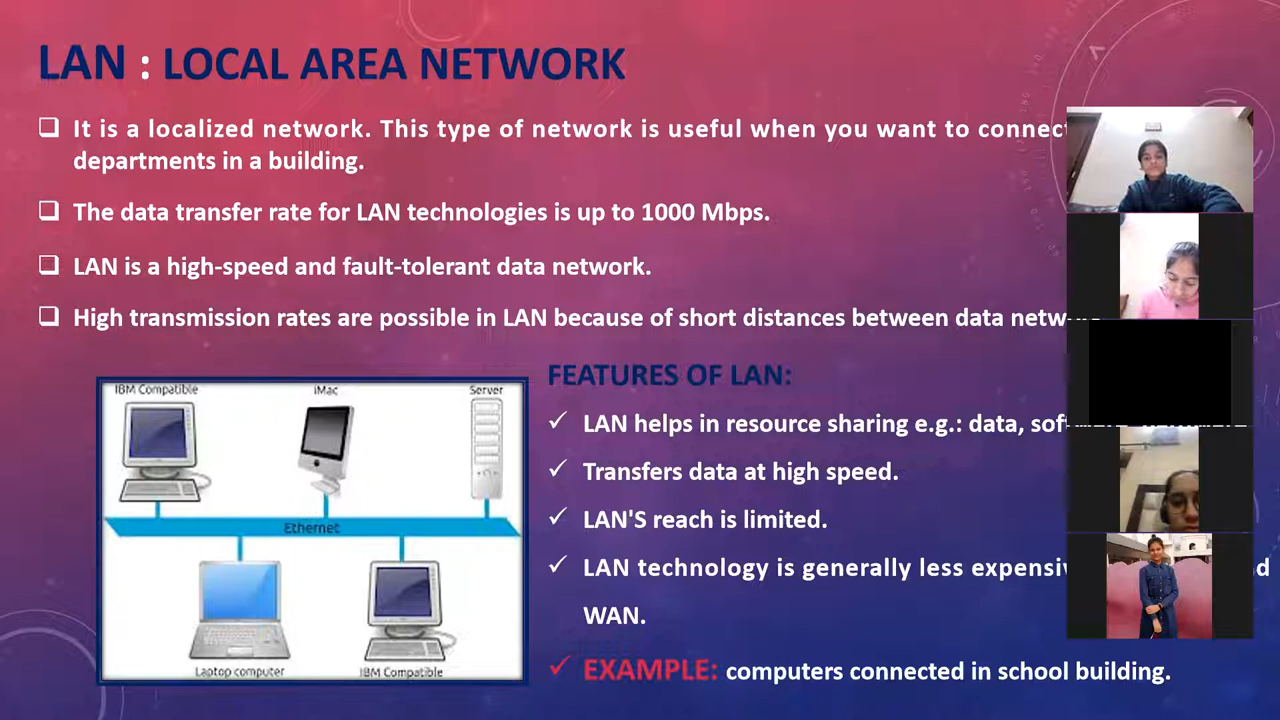 LAN : LOCAL AREA NETWORK
It is a localized network. This type of network is useful when you want to connect
departments in a building.
The data transfer rate for LAN technologies is up to 1000 Mbps.
LAN is a high-speed and fault-tolerant data network.
High transmission rates are possible in LAN because of short distances between data
IBM Compatible iMac Server
Ethernet
Laptop computer IBM Compatible
FEATURES OF LAN:
LAN helps in resource sharing e.g.: data,
Transfers data at high speed.
LAN'S reach is limited.
LAN technology is generally less
WAN.
EXAMPLE: computers connected in school building.